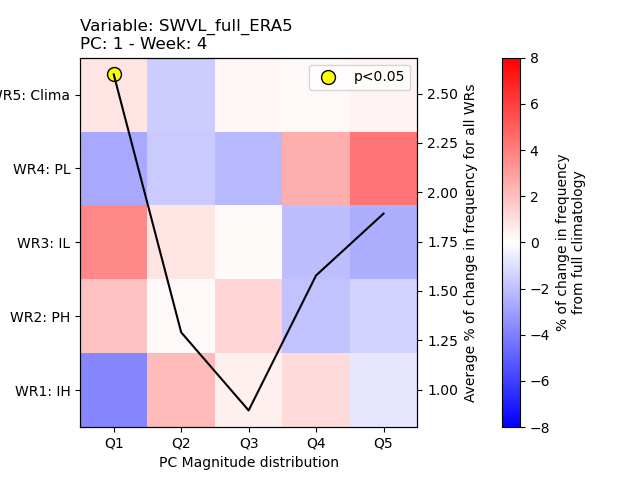 Variable: SWVL_full_ERA5
PC: 1 - Week: 4
p<0.05
R5: Clima
WR4: PL
WR3: IL
WR2: PH
WR1: IH
Q1 Q2 Q3 Q4 Q5
PC Magnitude distribution
2.50
2.25
2.00
1.75
1.50
1.25
1.00
Average % of change in frequency for all WRs
8
6
4
2
0
−2
−4
−6
−8
% of change in frequency
from full climatology